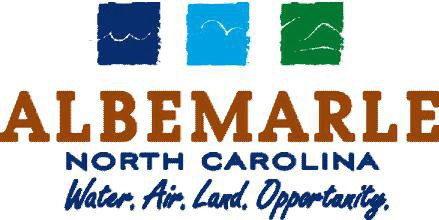 ALBEMARLE
NORTH CAROLINA
Water. Air. Land. Opportunity.